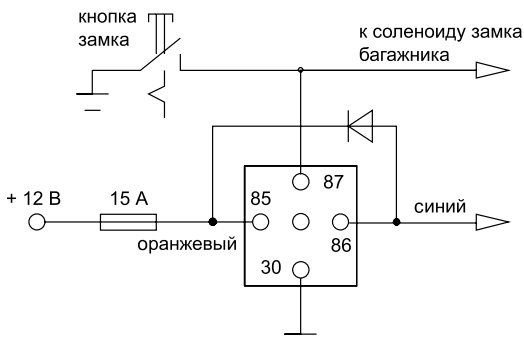 кнопка
замка
к соленоиду замка
багажника
87
+ 12 В
15 А
85
синий
оранжевый
86
30